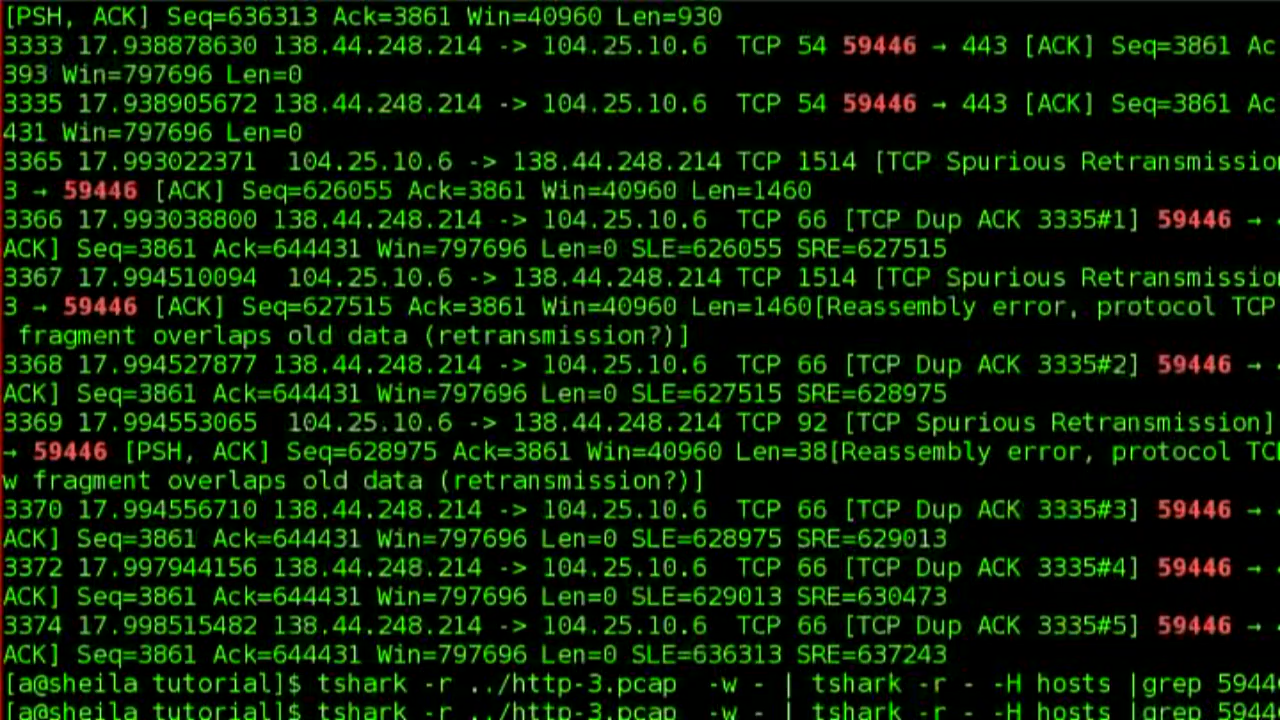 [PSH, ACK] Seq=636313 Ack=3861 Win=40960 Len=930
3333 17.938878630 138.44.248.214 -> 104.25.10.6  TCP 54 59446 → 443 [ACK] Seq=3861 Ac
393 Win=797696 Len=0
3335 17.938905672 138.44.248.214 -> 104.25.10.6  TCP 54 59446 → 443 [ACK] Seq=3861 Ac
431 Win=797696 Len=0
3365 17.993022371  104.25.10.6 -> 138.44.248.214 TCP 1514 [TCP Spurious Retransmission
3 → 59446 [ACK] Seq=626055 Ack=3861 Win=40960 Len=1460
3366 17.993038800 138.44.248.214 -> 104.25.10.6  TCP 66 [TCP Dup ACK 3335#1] 59446 →
ACK] Seq=3861 Ack=644431 Win=797696 Len=0 SLE=626055 SRE=627515
3367 17.994510094  104.25.10.6 -> 138.44.248.214 TCP 1514 [TCP Spurious Retransmissio
3 → 59446 [ACK] Seq=627515 Ack=3861 Win=40960 Len=1460[Reassembly error, protocol TCP
fragment overlaps old data (retransmission?)]
3368 17.994527877 138.44.248.214 -> 104.25.10.6  TCP 66 [TCP Dup ACK 3335#2] 59446 →
ACK] Seq=3861 Ack=644431 Win=797696 Len=0 SLE=627515 SRE=628975
3369 17.994553065  104.25.10.6 -> 138.44.248.214 TCP 92 [TCP Spurious Retransmission]
→ 59446 [PSH, ACK] Seq=628975 Ack=3861 Win=40960 Len=38[Reassembly error, protocol TC
w fragment overlaps old data (retransmission?)]
3370 17.994556710 138.44.248.214 -> 104.25.10.6  TCP 66 [TCP Dup ACK 3335#3] 59446 →
ACK] Seq=3861 Ack=644431 Win=797696 Len=0 SLE=628975 SRE=629013
3372 17.997944156 138.44.248.214 -> 104.25.10.6  TCP 66 [TCP Dup ACK 3335#4] 59446 →
ACK] Seq=3861 Ack=644431 Win=797696 Len=0 SLE=629013 SRE=630473
3374 17.998515482 138.44.248.214 -> 104.25.10.6  TCP 66 [TCP Dup ACK 3335#5] 59446 →
ACK] Seq=3861 Ack=644431 Win=797696 Len=0 SLE=636313 SRE=637243
[a@sheila tutorial]$ tshark -r ../http-3.pcap  -w - | tshark -r - -H hosts |grep 5944
[a@sheila tutorial]$ tshark -r ../http-3.pcap  -w - | tshark -r - -H hosts |grep 5944